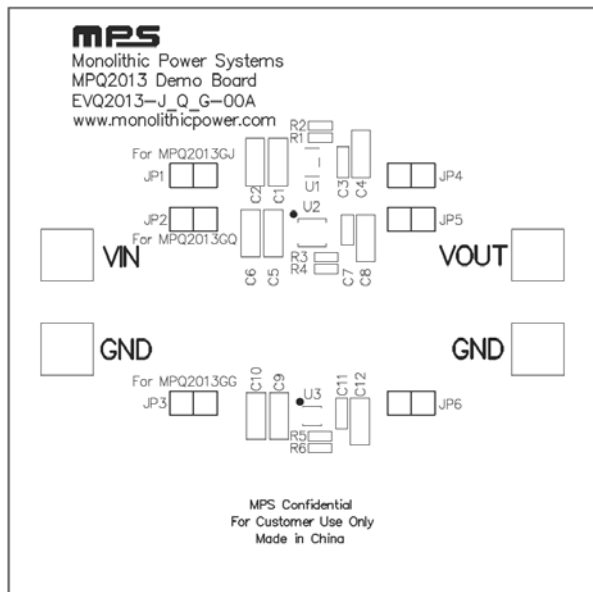 mps
Monolithic Power Systems
MPQ2013 Demo Board
EVQ2013-J_Q_G-00A
www.monolithicpower.com
R2
R1
For MPQ2013GJ
JP1
C2
C1
U1
C3
C4
JP4
JP2
U2
JP5
For MPQ2013GQ
VIN
C6
C5
R3
R4
C7
C8
VOUT
GND
GND
For MPQ2013GG
JP3
C10
C9
U3
C11
C12
JP6
R5
R6
MPS Confidential
For Customer Use Only
Made in China